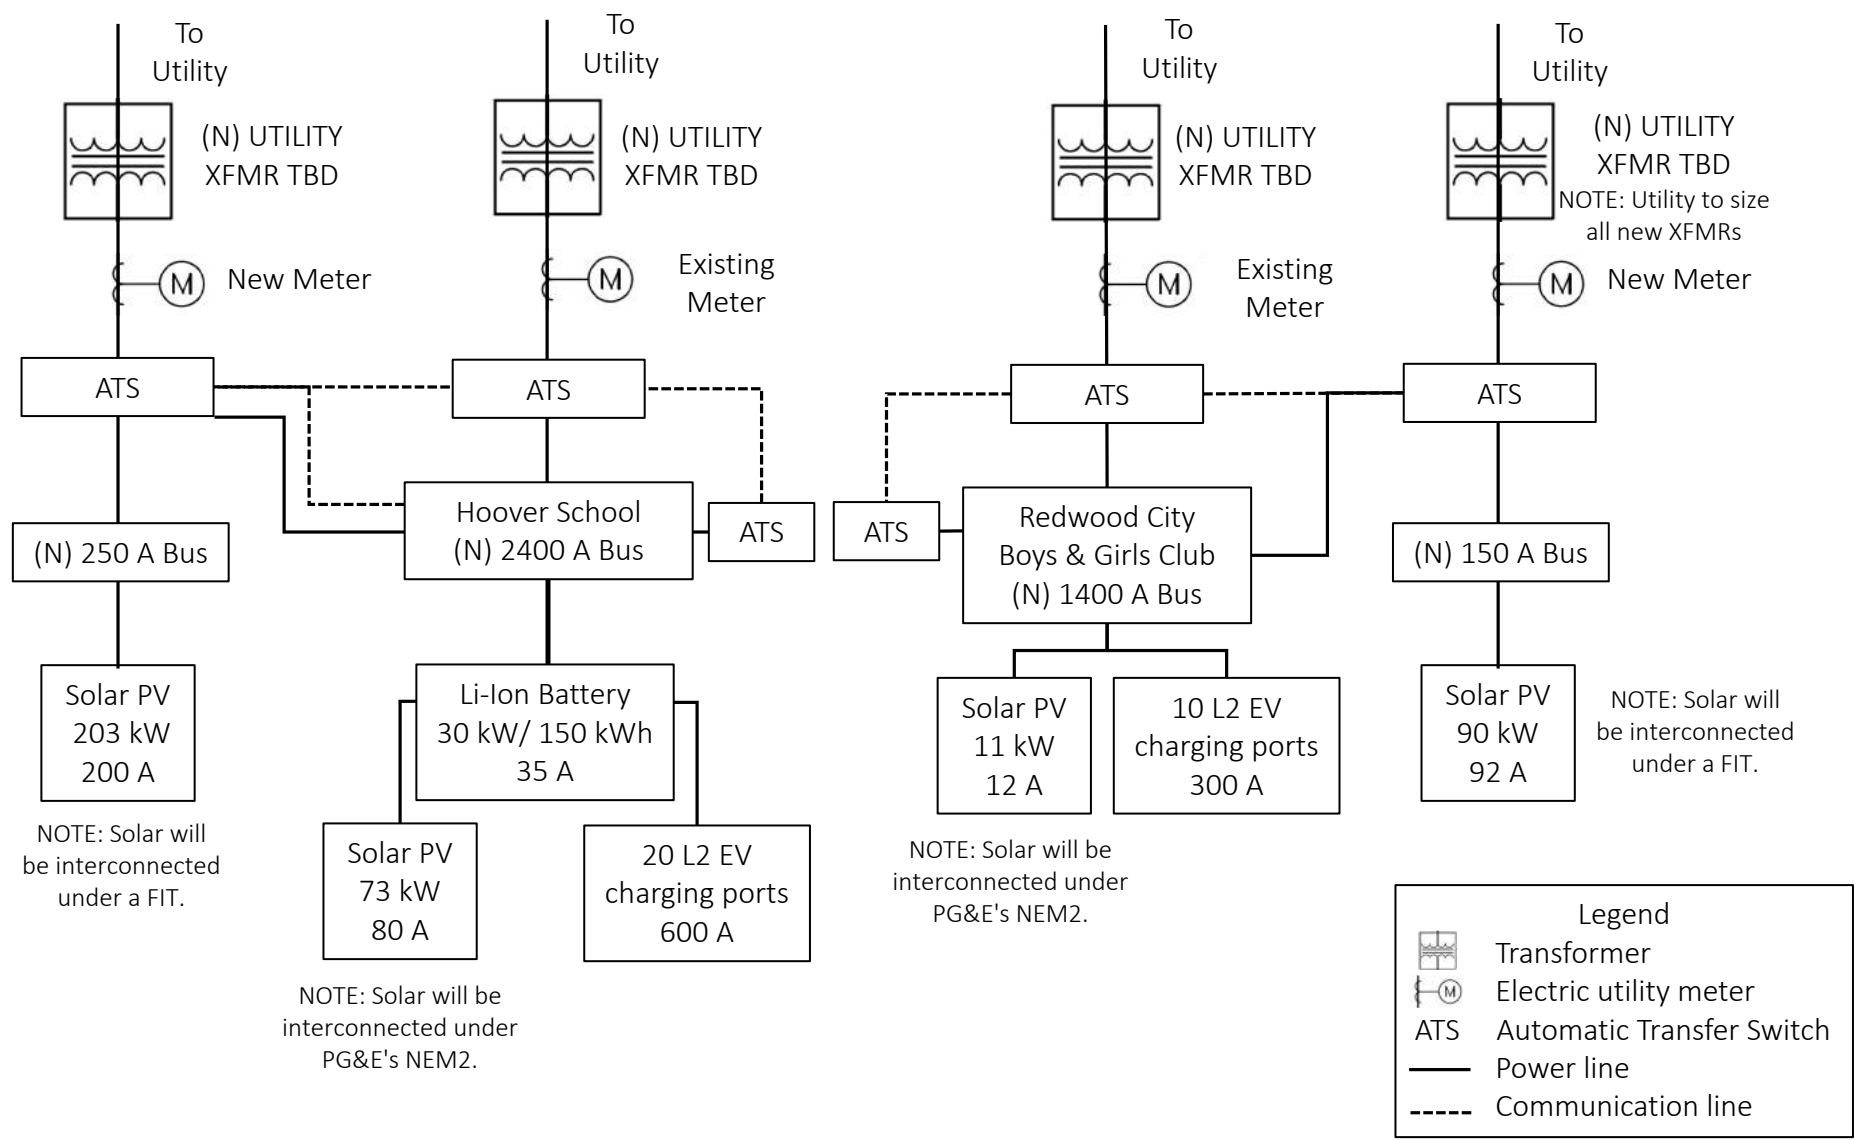 To
Utility
(N) UTILITY
XFMR TBD
M
New Meter
ATS
(N) 250 A Bus
Solar PV
203 kW
200 A
NOTE: Solar will
be interconnected
under a FIT.
To
Utility
(N) UTILITY
XFMR TBD
M
Existing
Meter
ATS
Hoover School
(N) 2400 A Bus
ATS
Li-Ion Battery
30 kW/ 150 kWh
35 A
Solar PV
73 kW
80 A
NOTE: Solar will be
interconnected under
PG&E's NEM2.
20 L2 EV
charging ports
600 A
To
Utility
(N) UTILITY
XFMR TBD
M
Existing
Meter
ATS
ATS
Redwood City
Boys & Girls Club
(N) 1400 A Bus
Solar PV
11 kW
12 A
NOTE: Solar will be
interconnected under
PG&E's NEM2.
10 L2 EV
charging ports
300 A
To
Utility
(N) UTILITY
XFMR TBD
NOTE: Utility to size
all new XFMRs
M
New Meter
ATS
(N) 150 A Bus
Solar PV
90 kW
92 A
NOTE: Solar will
be interconnected
under a FIT.
Legend
Transformer
M Electric utility meter
ATS Automatic Transfer Switch
Power line
Communication line